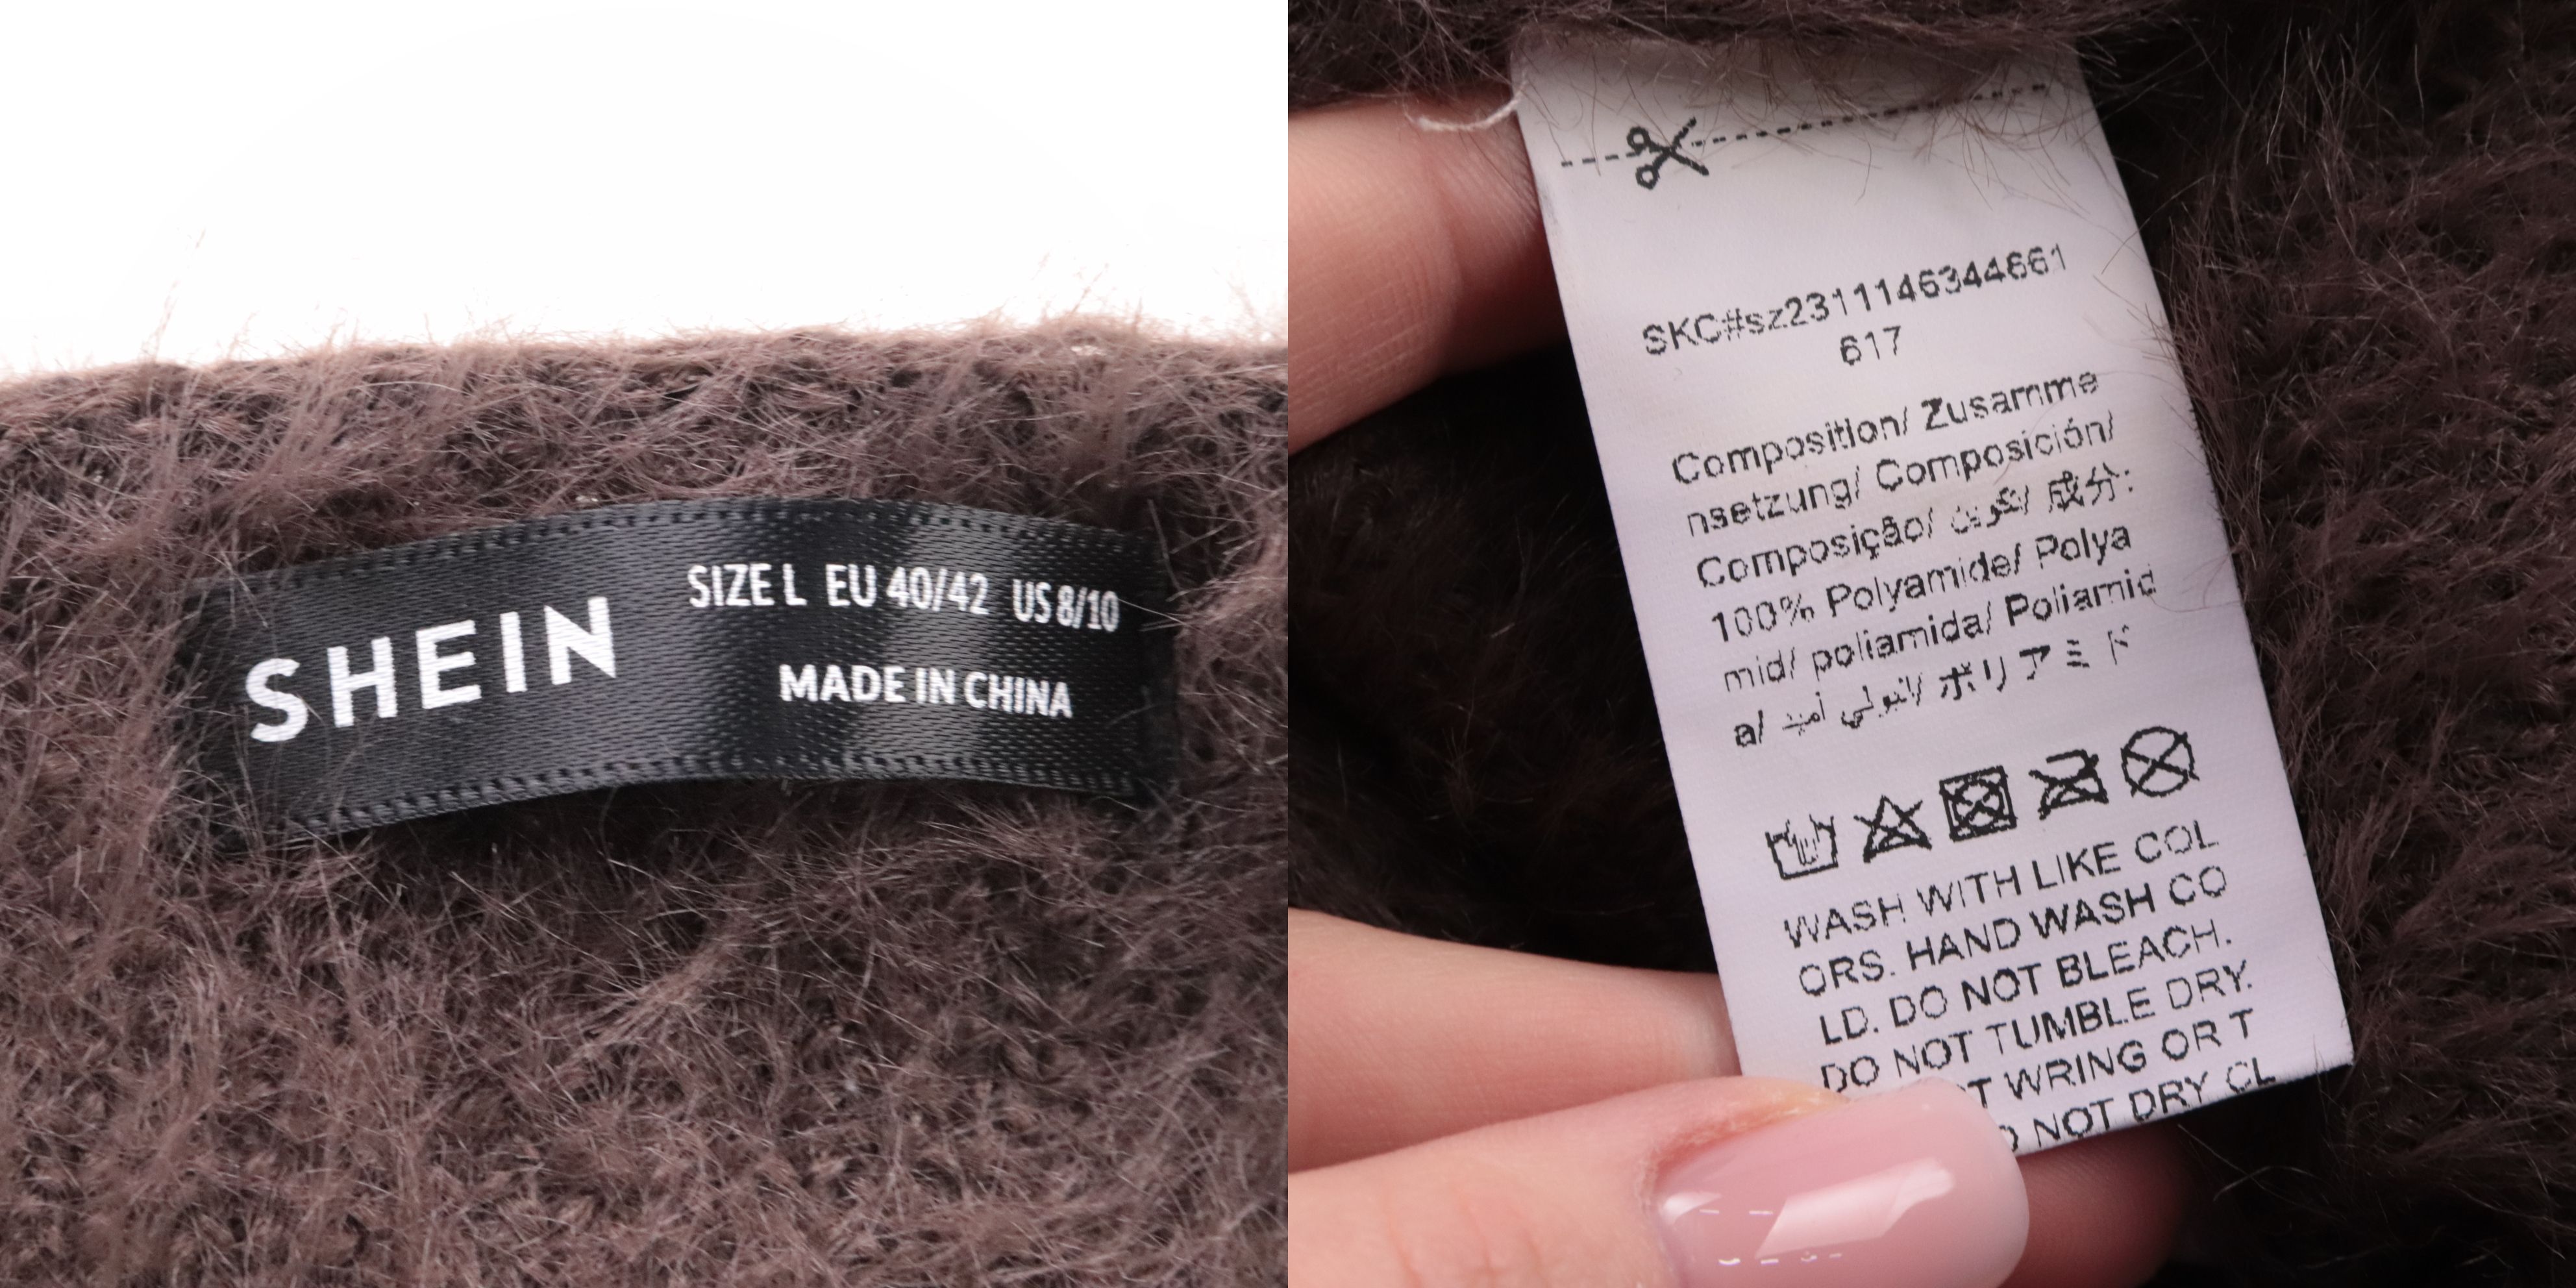 SHEIN
SIZE L EU 40/42 US 8/10
MADE IN CHINA
SKC#sz2311146344661
617
Composition/ Zusamme
nsetzung/ Composición/
Composição/ تكوين/ 成分:
100% Polyamide/ Polya
mid/ poliamida/ Poliamid
a/ البولي أميد/ ポリアミド
WASH WITH LIKE COL
ORS. HAND WASH CO
LD. DO NOT BLEACH.
DO NOT TUMBLE DRY.
WRING OR T
NOT DRY CL